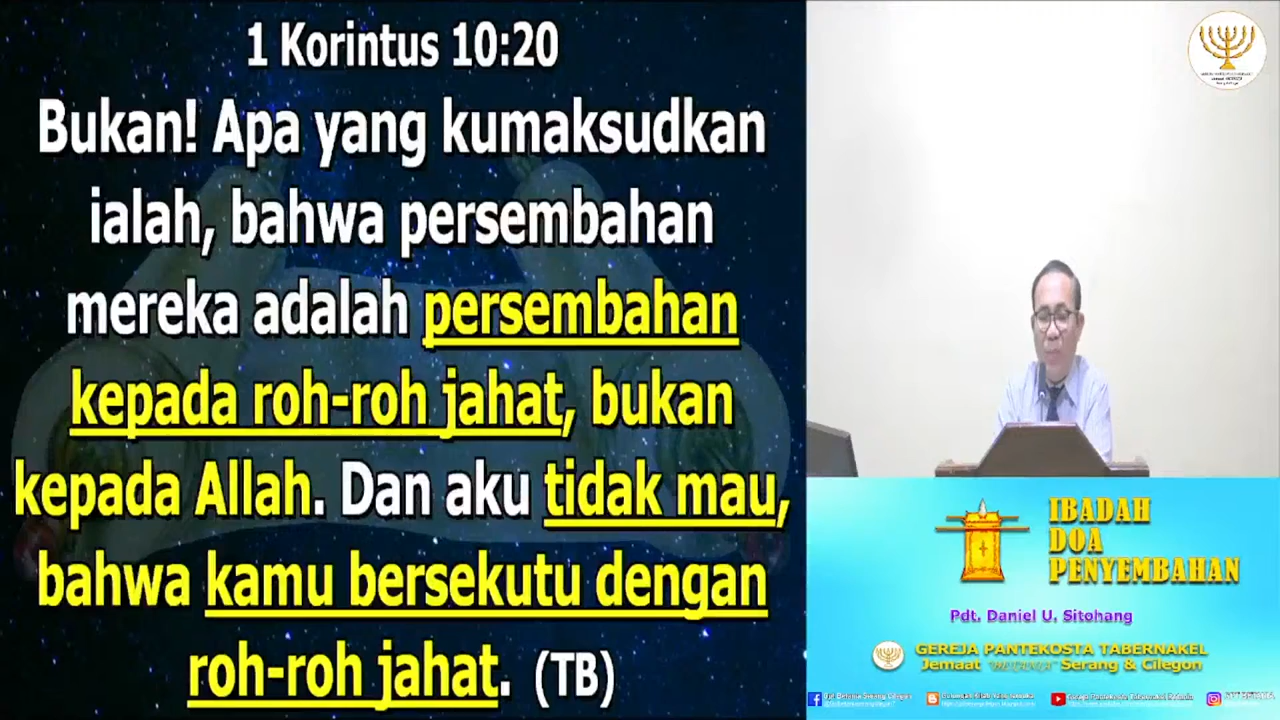 1 Korintus 10:20
Bukan! Apa yang kumaksudkan
ialah, bahwa persembahan
mereka adalah persembahan
kepada roh-roh jahat, bukan
kepada Allah. Dan aku tidak mau,
bahwa kamu bersekutu dengan
roh-roh jahat. (TB)
IBADAH
DOA
PENYEMBAHAN
Pdt. Daniel U. Sitohang
GEREJA PANTEKOSTA TABERNAKEL
Jemaat "BETANIA" Serang & Cilegon